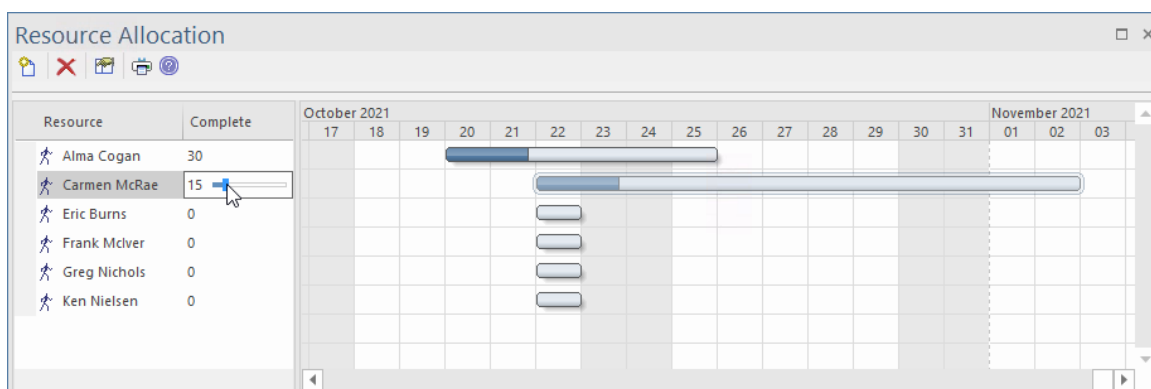 Resource Allocation
Resource Complete October 2021 November 2021
17 18 19 20 21 22 23 24 25 26 27 28 29 30 31 01 02 03
Alma Cogan 30
Carmen McRae 15
Eric Burns 0
Frank McIver 0
Greg Nichols 0
Ken Nielsen 0